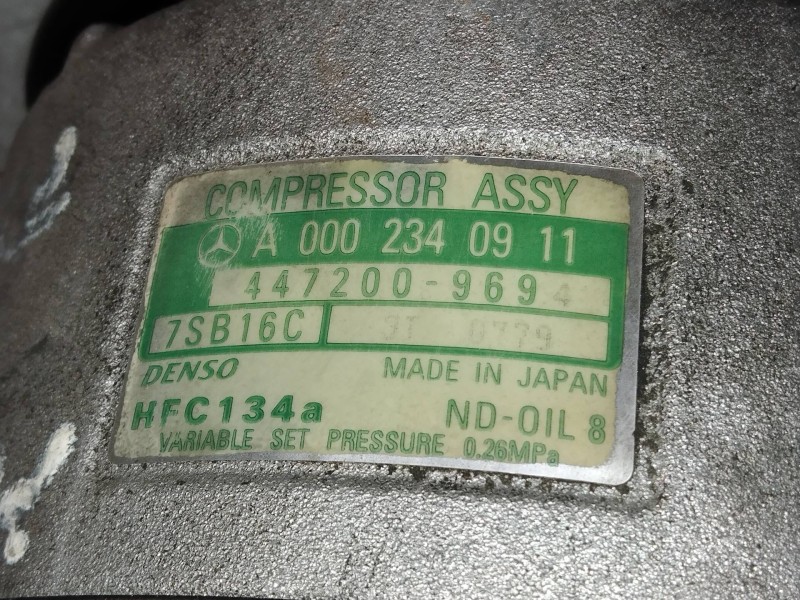 COMPRESSOR ASSY
A 000 234 09 11
447200-9694
7SB16C
DENSO MADE IN JAPAN
HFC134a ND-OIL 8
VARIABLE SET PRESSURE 0.26MPa